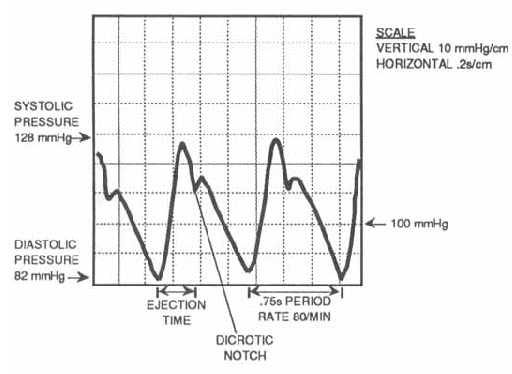 SCALE
VERTICAL 10 mmHg/cm
HORIZONTAL .2s/cm
SYSTOLIC
PRESSURE
128 mmHg
100 mmHg
DIASTOLIC
PRESSURE
82 mmHg
EJECTION
TIME
.75s PERIOD
RATE 80/MIN
DICROTIC
NOTCH